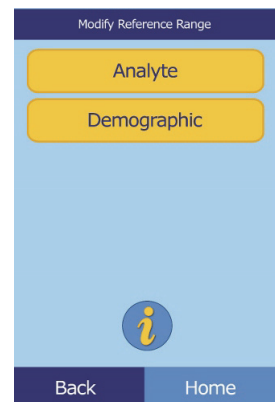 Modify Reference Range
Analyte
Demographic
i
Back Home